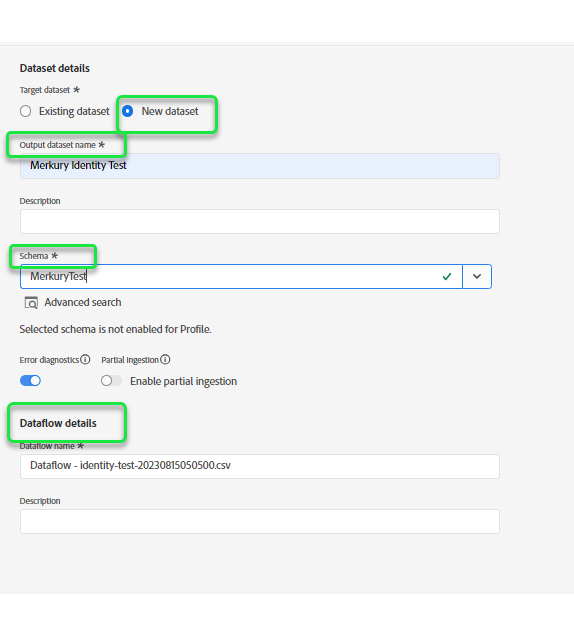 Dataset details
Target dataset *
Existing dataset New dataset
Output dataset name *
Merkury Identity Test
Description
Schema *
MerkuryTest
Advanced search
Selected schema is not enabled for Profile.
Error diagnostics Partial ingestion
Enable partial ingestion
Dataflow details
Dataflow name *
Dataflow - identity-test-20230815050500.csv
Description